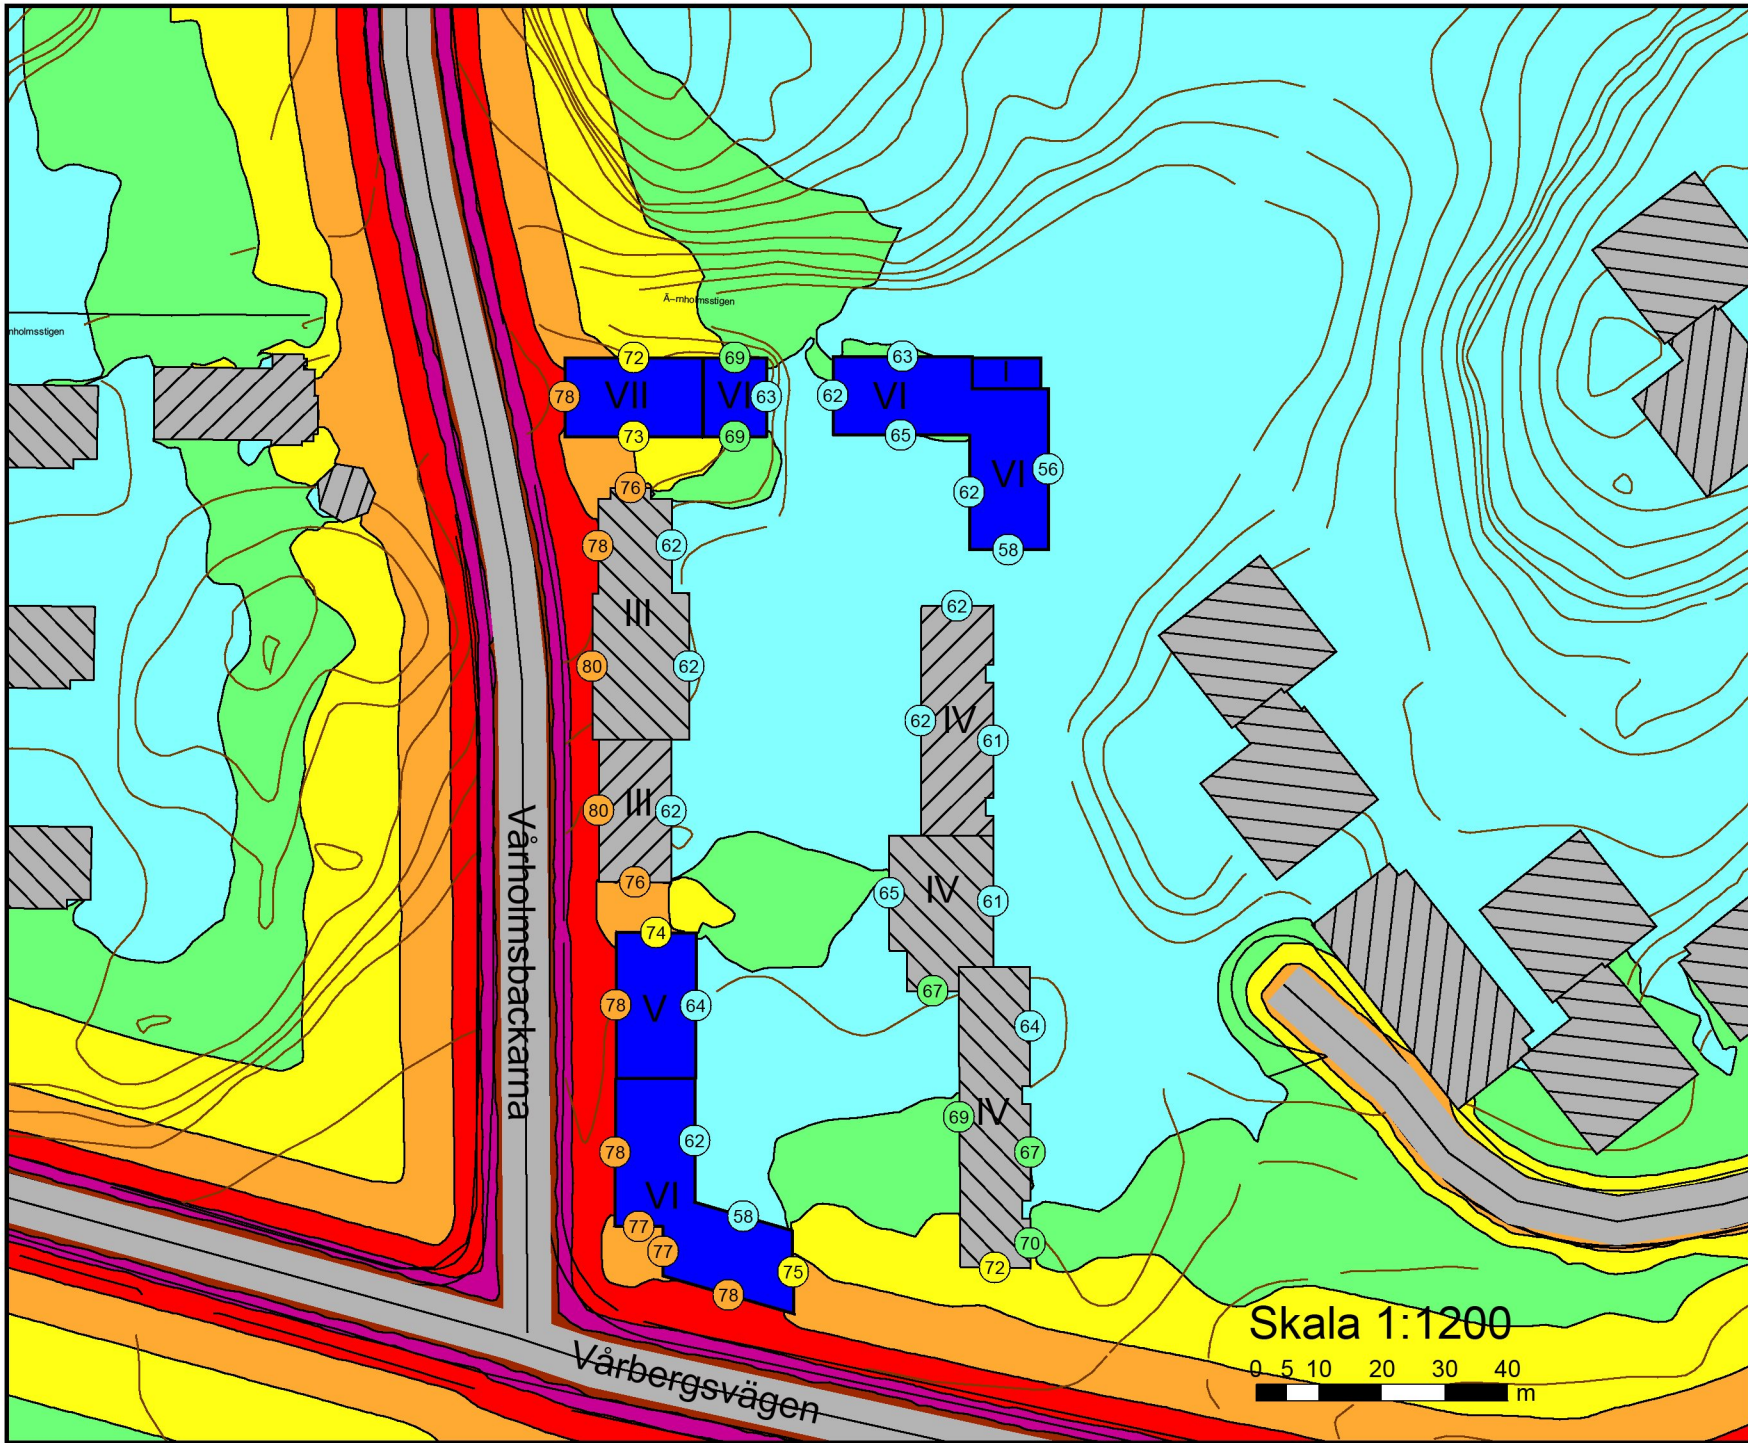 Ä–rnholmsstigen
nholmsstigen
72
69
63
78
VII
VI
63
62
VI
I
73
69
65
76
62
VI
56
78
62
58
III
62
80
62
62
IV
61
80
III
62
76
65
IV
61
74
67
78
V
64
64
Vårholmsbackarna
69
IV
78
62
67
VI
58
77
77
70
75
72
78
Skala 1:1200
0 5 10 20 30 40
m
Vårbergsvägen